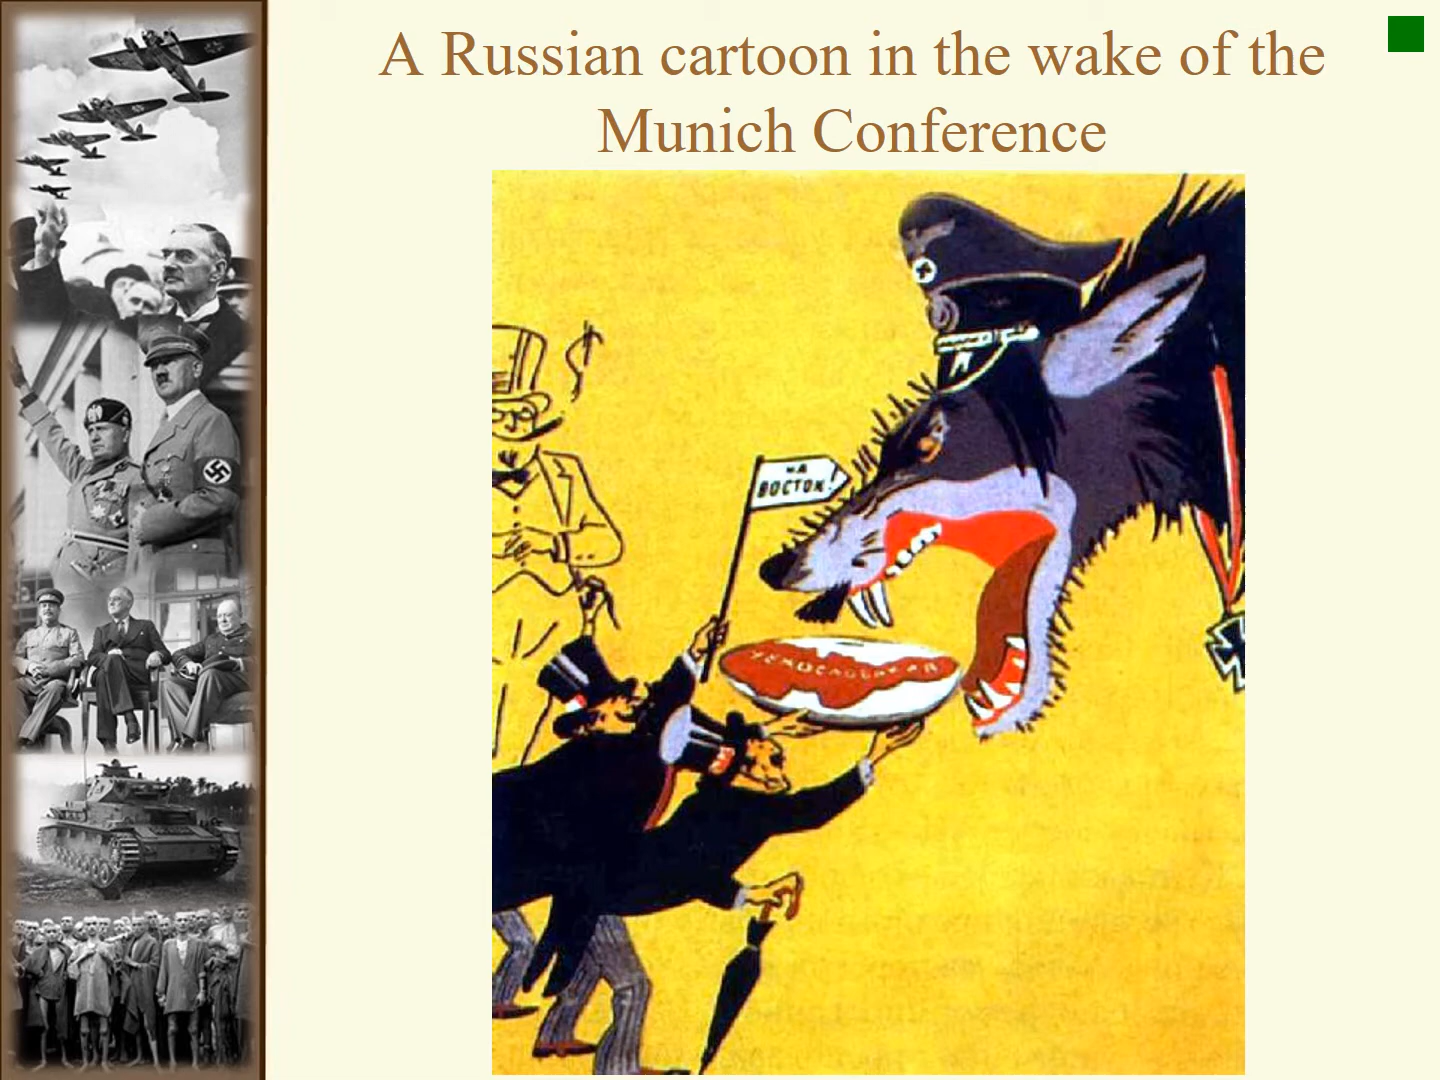 A Russian cartoon in the wake of the
Munich Conference
НА
ВОСТОК!
ЧЕХОСЛОВАКИЯ